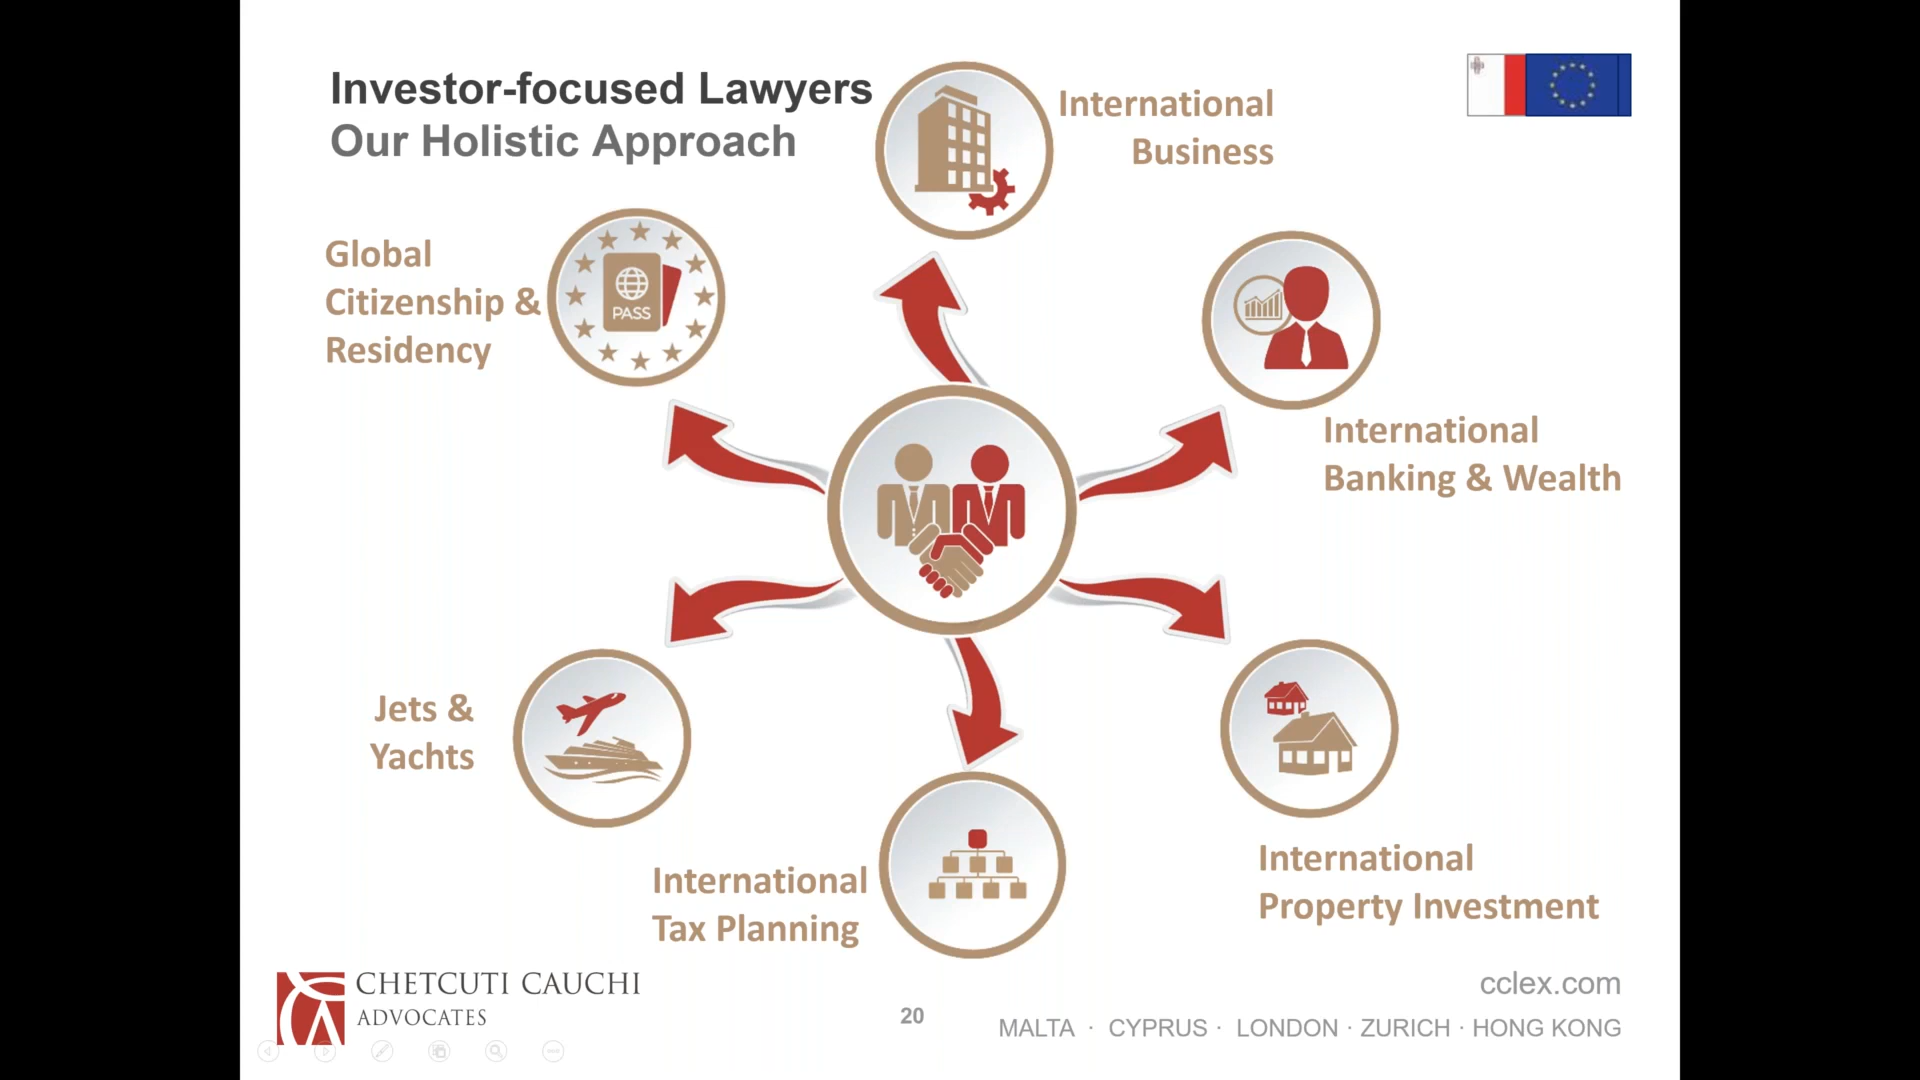 Investor-focused Lawyers
Our Holistic Approach
International
Business
Global
Citizenship &
Residency
PASS
International
Banking & Wealth
Jets &
Yachts
International
Tax Planning
International
Property Investment
CHETCUTI CAUCHI
ADVOCATES
20
cclex.com
MALTA · CYPRUS · LONDON · ZURICH · HONG KONG